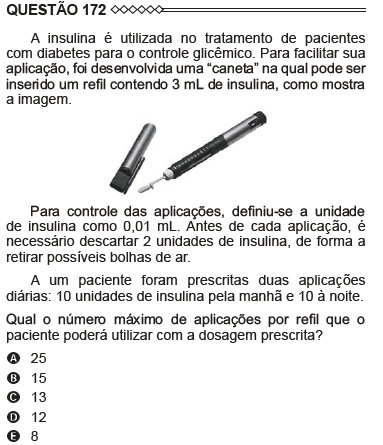 QUESTÃO 172
A insulina é utilizada no tratamento de pacientes
com diabetes para o controle glicêmico. Para facilitar sua
aplicação, foi desenvolvida uma “caneta” na qual pode ser
inserido um refil contendo 3 mL de insulina, como mostra
a imagem.
Para controle das aplicações, definiu-se a unidade
de insulina como 0,01 mL. Antes de cada aplicação, é
necessário descartar 2 unidades de insulina, de forma a
retirar possíveis bolhas de ar.
A um paciente foram prescritas duas aplicações
diárias: 10 unidades de insulina pela manhã e 10 à noite.
Qual o número máximo de aplicações por refil que o
paciente poderá utilizar com a dosagem prescrita?
A 25
B 15
C 13
D 12
E 8